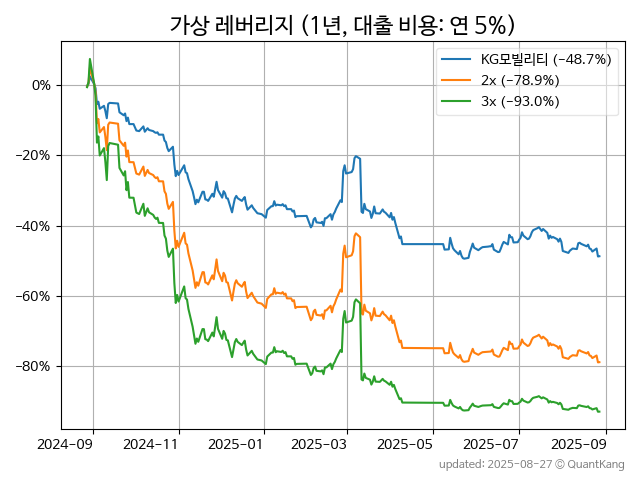 가상 레버리지 (1년, 대출 비용: 연 5%)
KG모빌리티 (−48.7%)
2x (−78.9%)
3x (−93.0%)
0%
−20%
−40%
−60%
−80%
2024-09 2024-11 2025-01 2025-03 2025-05 2025-07 2025-09
updated: 2025-08-27 © QuantKang